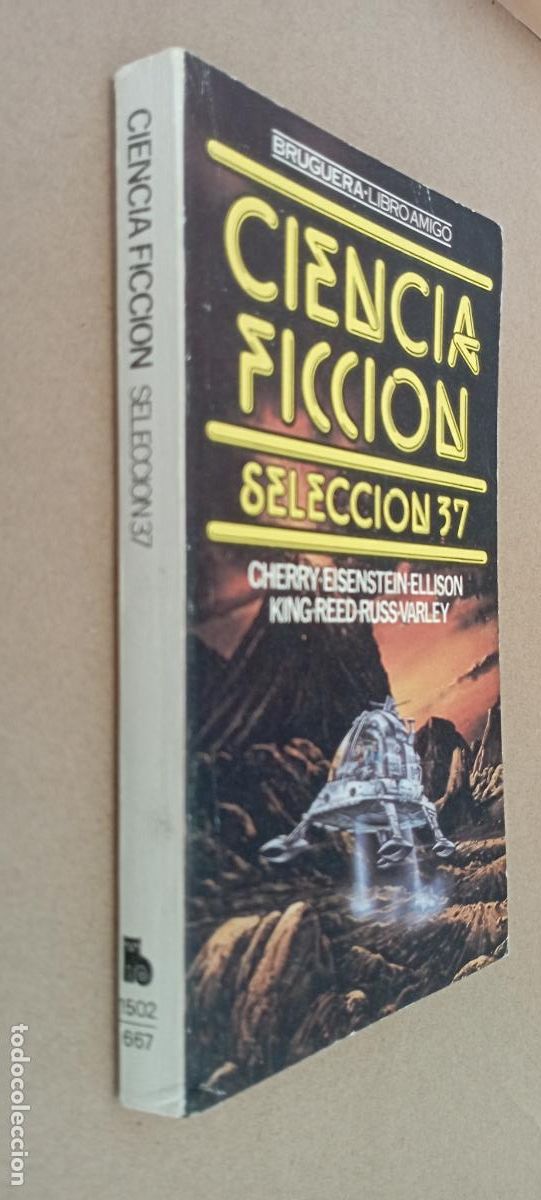 CIENCIA FICCION SELECCION 37
1502
667
BRUGUERA·LIBRO AMIGO
CIENCIA
FICCION
SELECCION 37
CHERRY·EISENSTEIN·ELLISON
KING·REED·RUSS·VARLEY
todocoleccion